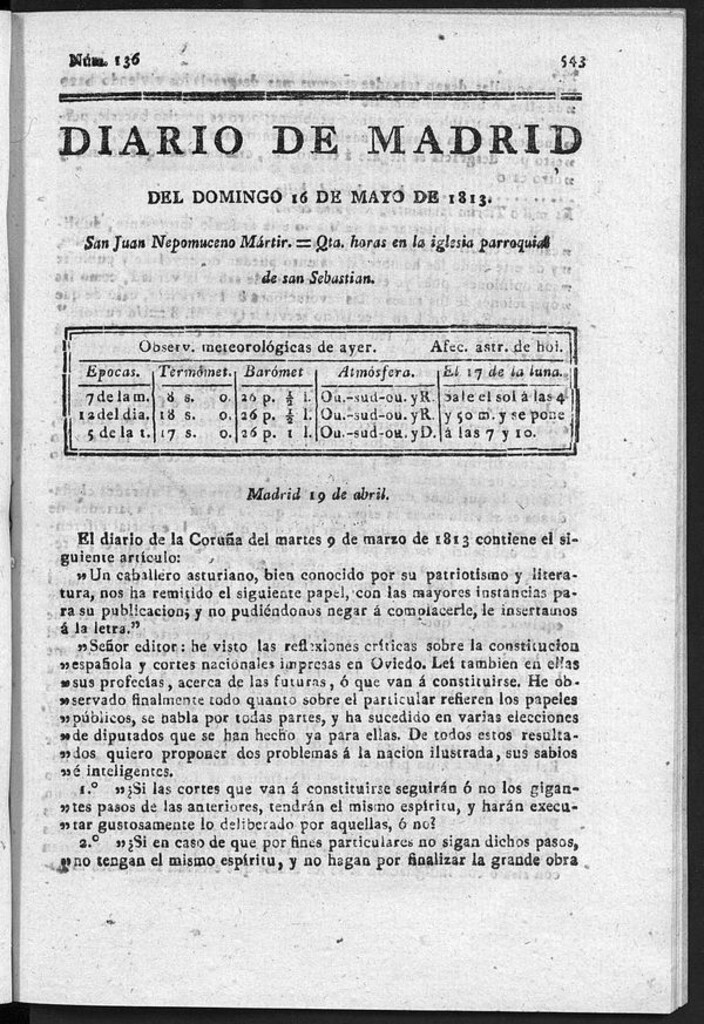 Núm. 136 543
DIARIO DE MADRID
DEL DOMINGO 16 DE MAYO DE 1813.
San Juan Nepomuceno Mártir. = Qta. horas en la iglesia parroquial
de san Sebastian.
Observ. meteorológicas de ayer. Afec. astr. de hoi.
Epocas. Termómet. Barómet Atmósfera. El 17 de la luna.
7 de la m. 8 s. 0. 26 p. ½ l. Ou.-sud-ou. y R. Sale el sol á las 4
12 del dia. 18 s. 0. 26 p. ½ l. Ou.-sud-ou. y R. y 50 m. y se pone
5 de la t. 17 s. 0. 26 p. 1 l. Ou.-sud-ou. y D. á las 7 y 10.
Madrid 19 de abril.
El diario de la Coruña del martes 9 de marzo de 1813 contiene el si-
guiente artículo:
„Un caballero asturiano, bien conocido por su patriotismo y litera-
tura, nos ha remitido el siguiente papel, con las mayores instancias pa-
ra su publicacion; y no pudiéndonos negar á complacerle, le insertamos
á la letra.”
„Señor editor: he visto las reflexiones críticas sobre la constitucion
„española y cortes nacionales impresas en Oviedo. Leí tambien en ellas
„sus profecías, acerca de las futuras, ó que van á constituirse. He ob-
„servado finalmente todo quanto sobre el particular refieren los papeles
„públicos, se habla por todas partes, y ha sucedido en varias elecciones
„de diputados que se han hecho ya para ellas. De todos estos resulta-
„dos quiero proponer dos problemas á la nacion ilustrada, sus sabios
„é inteligentes.
1.º „¿Si las cortes que van á constituirse seguirán ó no los gigan-
„tes pasos de las anteriores, tendrán el mismo espíritu, y harán execu-
„tar gustosamente lo deliberado por aquellas, ó no?
2.º „¿Si en caso de que por fines particulares no sigan dichos pasos,
„no tengan el mismo espíritu, y no hagan por finalizar la grande obra